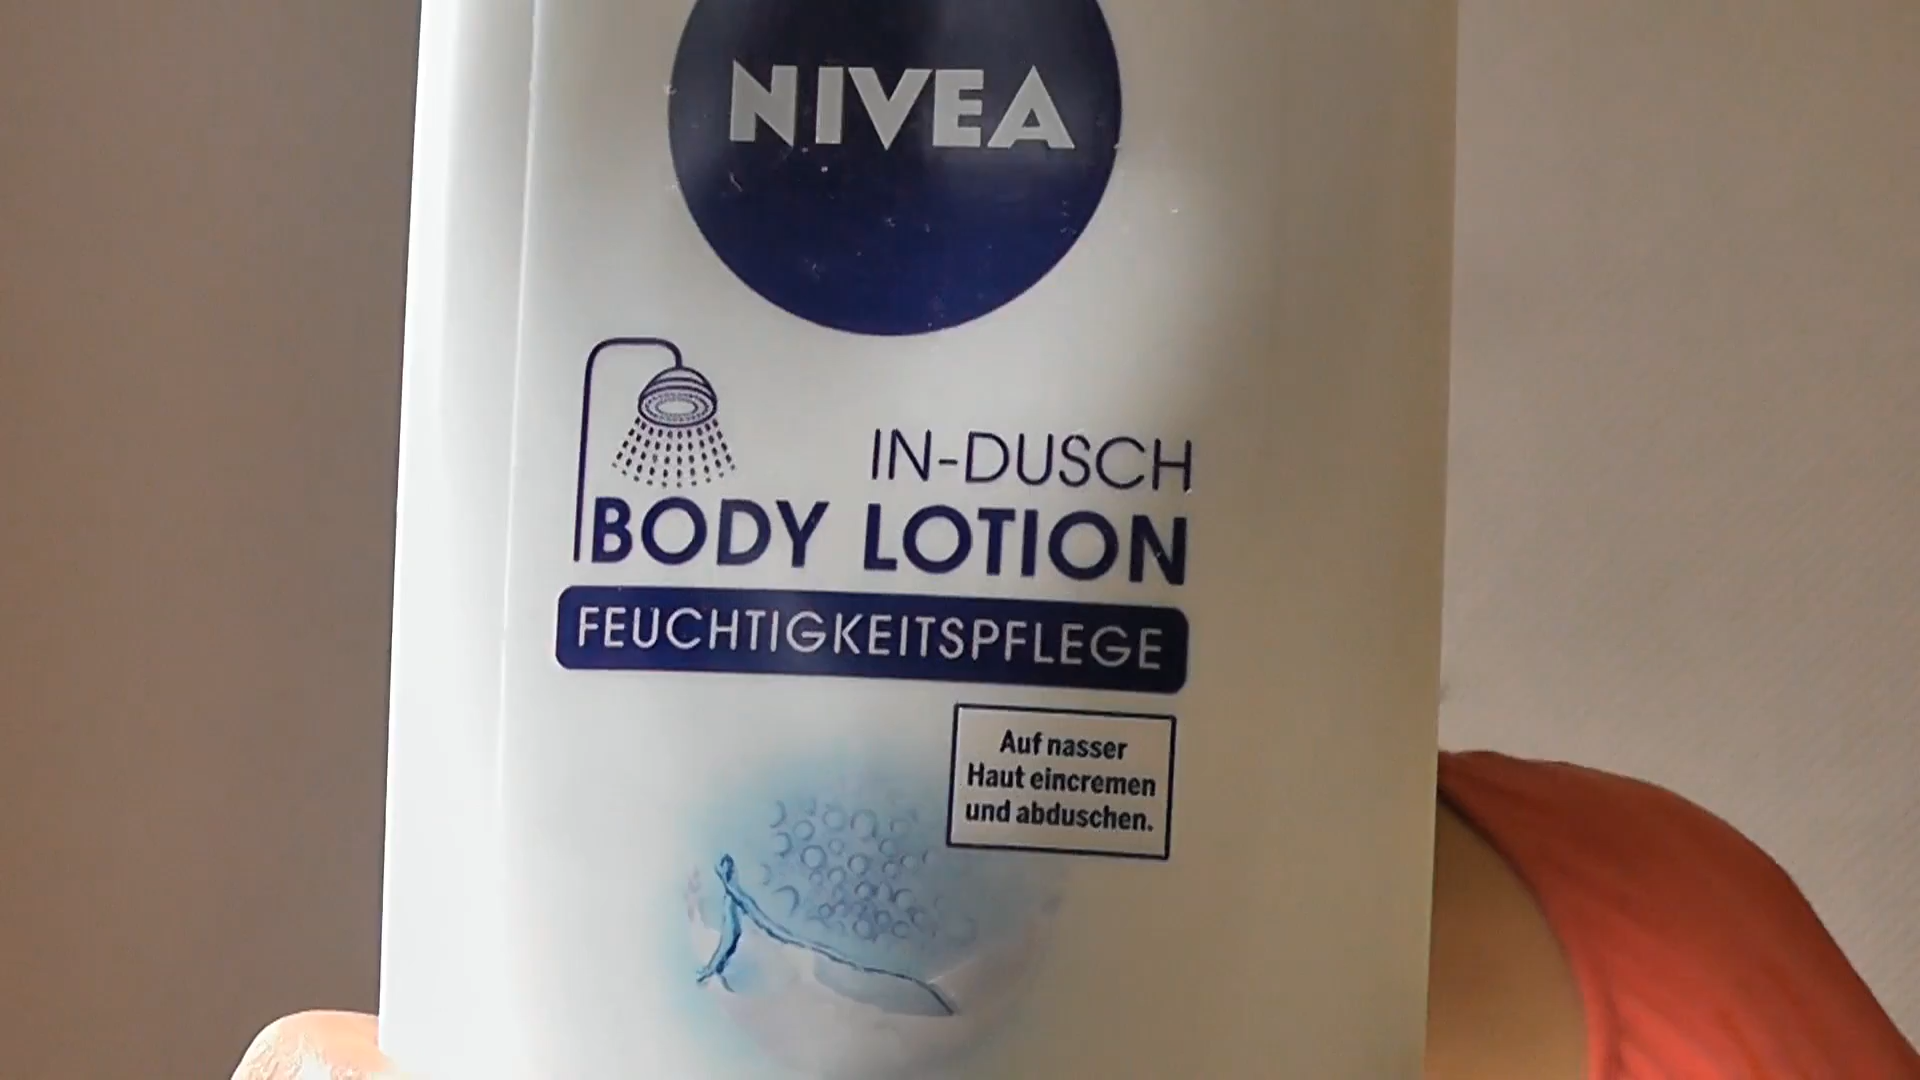 NIVEA
IN-DUSCH
BODY LOTION
FEUCHTIGKEITSPFLEGE
Auf nasser
Haut eincremen
und abduschen.